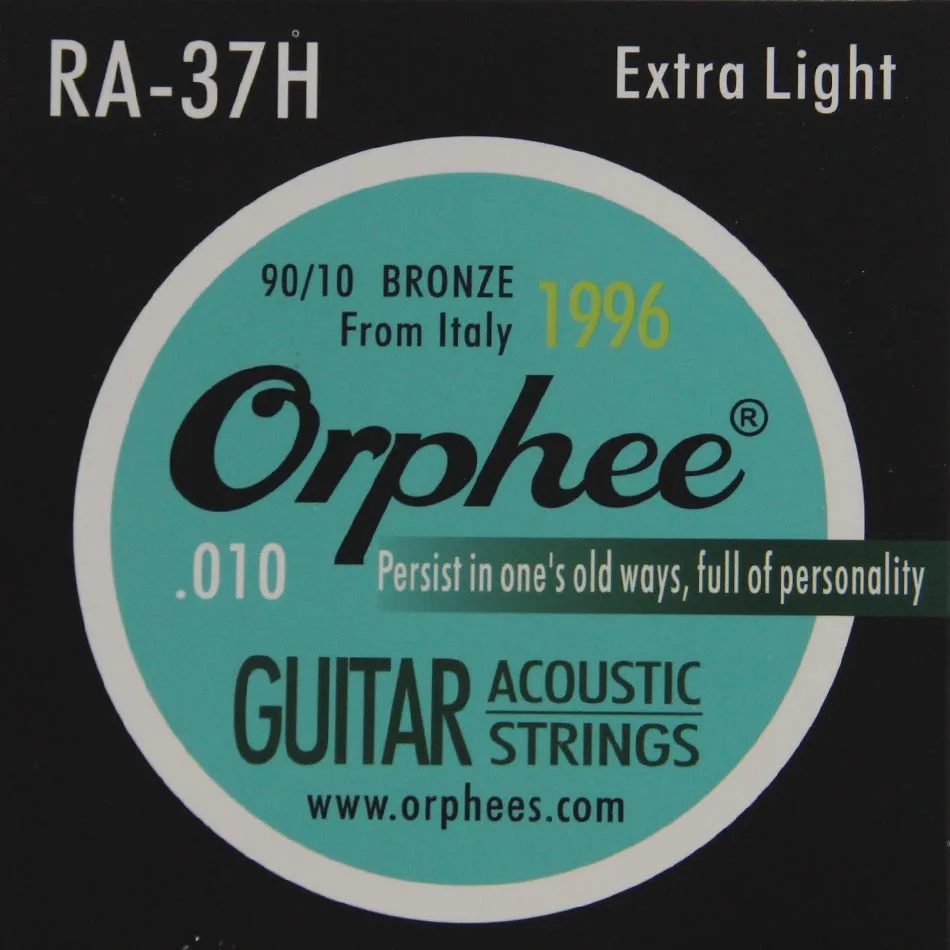 RA-37H
Extra Light
90/10 BRONZE
From Italy
1996
Orphee®
.010
Persist in one's old ways, full of personality
GUITAR
ACOUSTIC
STRINGS
www.orphees.com